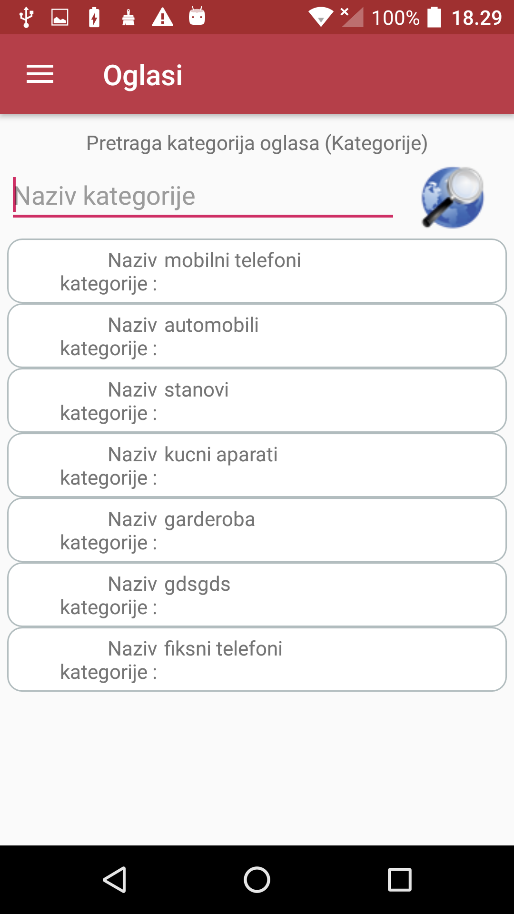 100% 18.29
Oglasi
Pretraga kategorija oglasa (Kategorije)
Naziv kategorije
Naziv mobilni telefoni
kategorije :
Naziv automobili
kategorije :
Naziv stanovi
kategorije :
Naziv kucni aparati
kategorije :
Naziv garderoba
kategorije :
Naziv gdsgds
kategorije :
Naziv fiksni telefoni
kategorije :